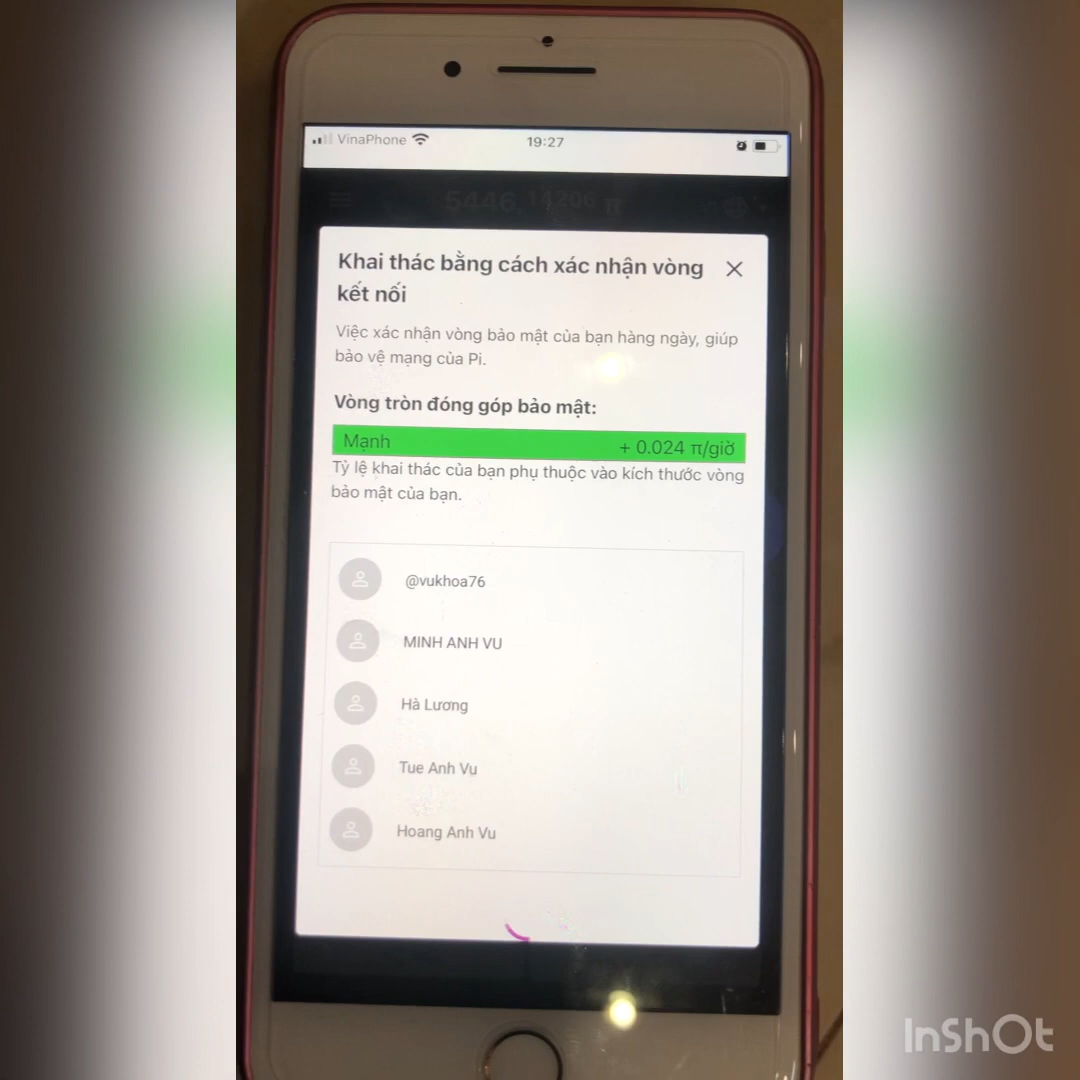 VinaPhone 19:27
5446,14206 π
Khai thác bằng cách xác nhận vòng
kết nối
Việc xác nhận vòng bảo mật của bạn hàng ngày, giúp
bảo vệ mạng của Pi.
Vòng tròn đóng góp bảo mật:
Mạnh + 0.024 π/giờ
Tỷ lệ khai thác của bạn phụ thuộc vào kích thước vòng
bảo mật của bạn.
@vukhoa76
MINH ANH VU
Hà Lương
Tue Anh Vu
Hoang Anh Vu
InShOt